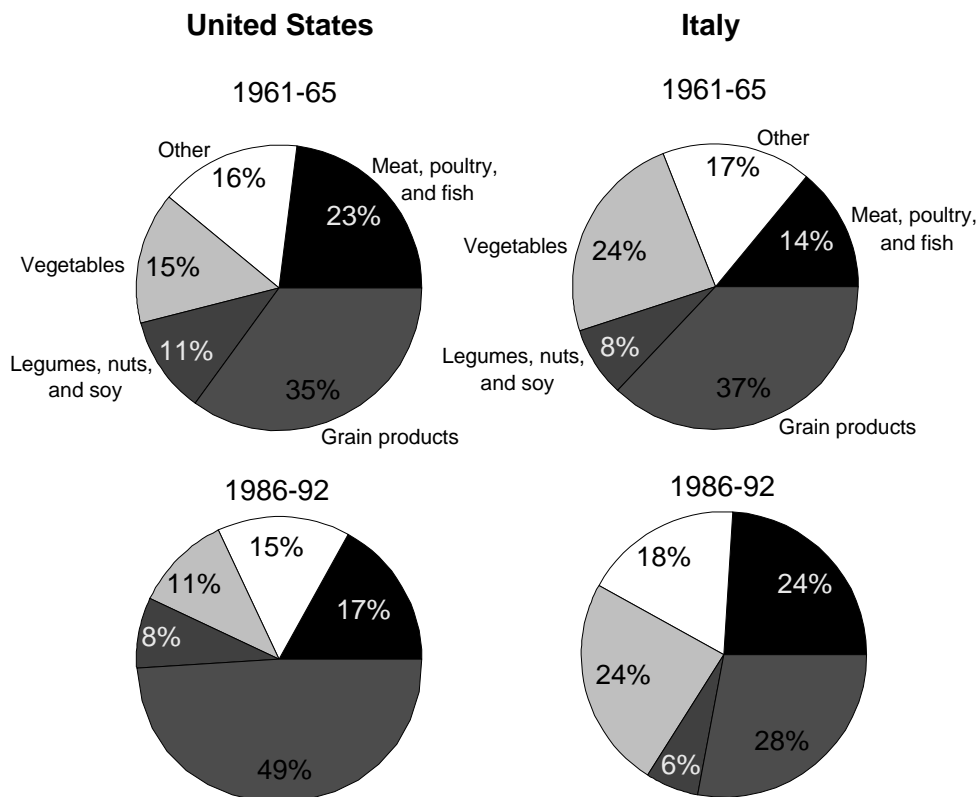 United States
1961-65
Other
16%
Meat, poultry,
and fish
23%
Vegetables
15%
Legumes, nuts,
and soy
11%
35%
Grain products
1986-92
15%
11%
17%
8%
49%
Italy
1961-65
Other
17%
Meat, poultry,
and fish
14%
Vegetables
24%
Legumes, nuts,
and soy
8%
37%
Grain products
1986-92
18%
24%
24%
6%
28%